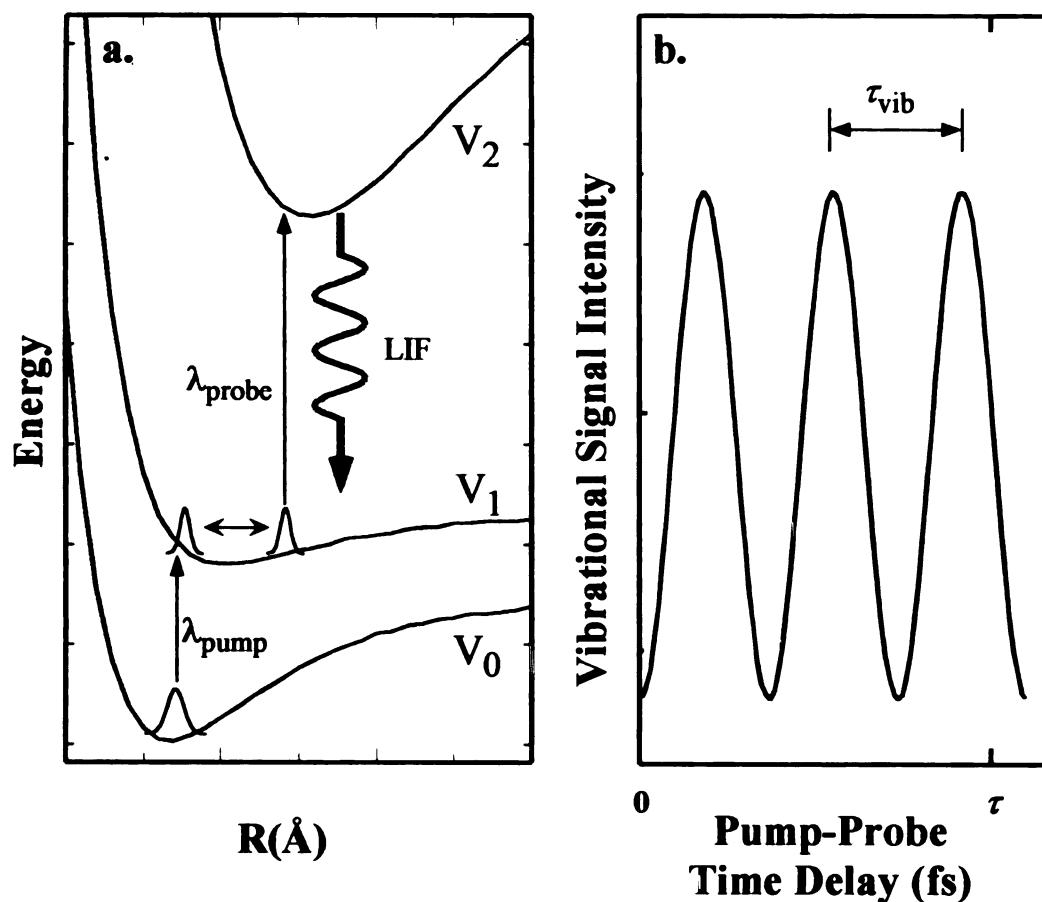 a.
V₂
LIF
λprobe
Energy
V₁
λpump
V₀
R(Å)
b.
τvib
Vibrational Signal Intensity
0
τ
Pump-Probe
Time Delay (fs)